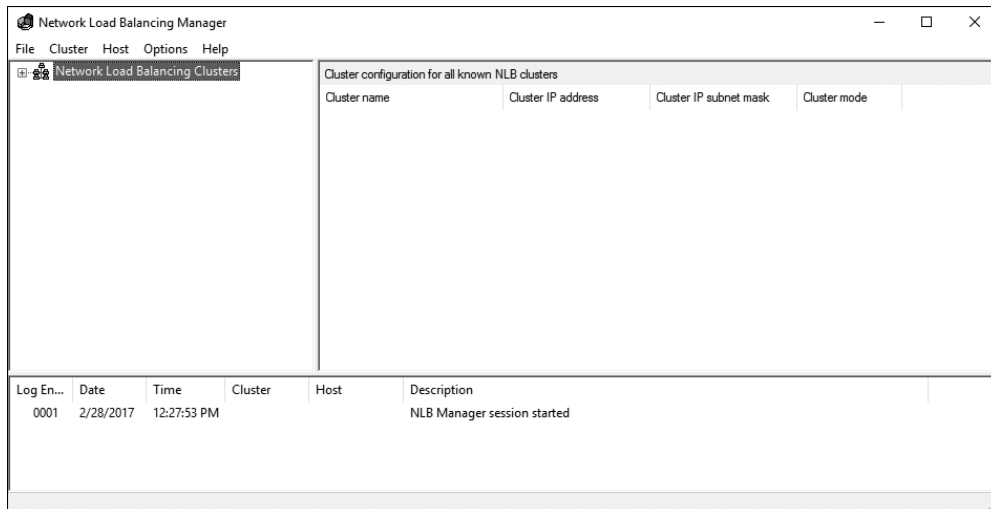 Network Load Balancing Manager
File Cluster Host Options Help
Network Load Balancing Clusters
Cluster configuration for all known NLB clusters
Cluster name Cluster IP address Cluster IP subnet mask Cluster mode
Log En... Date Time Cluster Host Description
0001 2/28/2017 12:27:53 PM NLB Manager session started